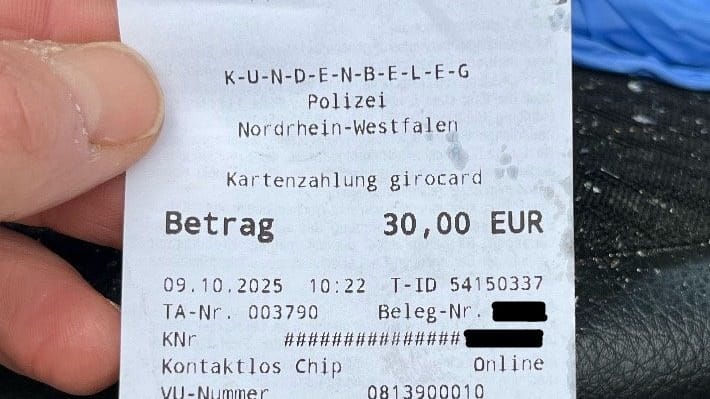 K-U-N-D-E-N-B-E-L-E-G
Polizei
Nordrhein-Westfalen
Kartenzahlung girocard
Betrag 30,00 EUR
09.10.2025 10:22 T-ID 54150337
TA-Nr. 003790 Beleg-Nr.
KNr ###############
Kontaktlos Chip Online
VU-Nummer 0813900010